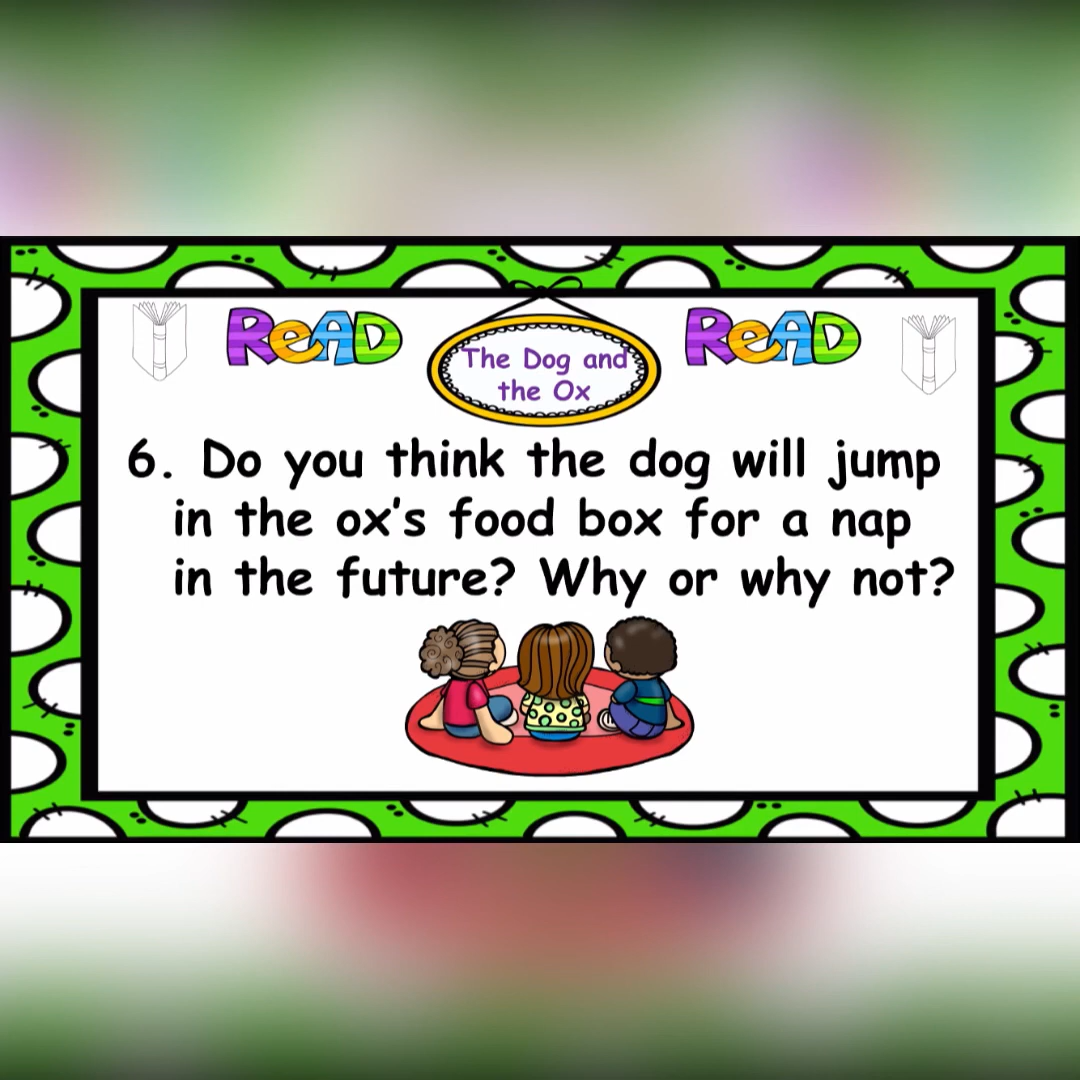 ReAD
The Dog and
the Ox
ReAD
6. Do you think the dog will jump
in the ox's food box for a nap
in the future? Why or why not?